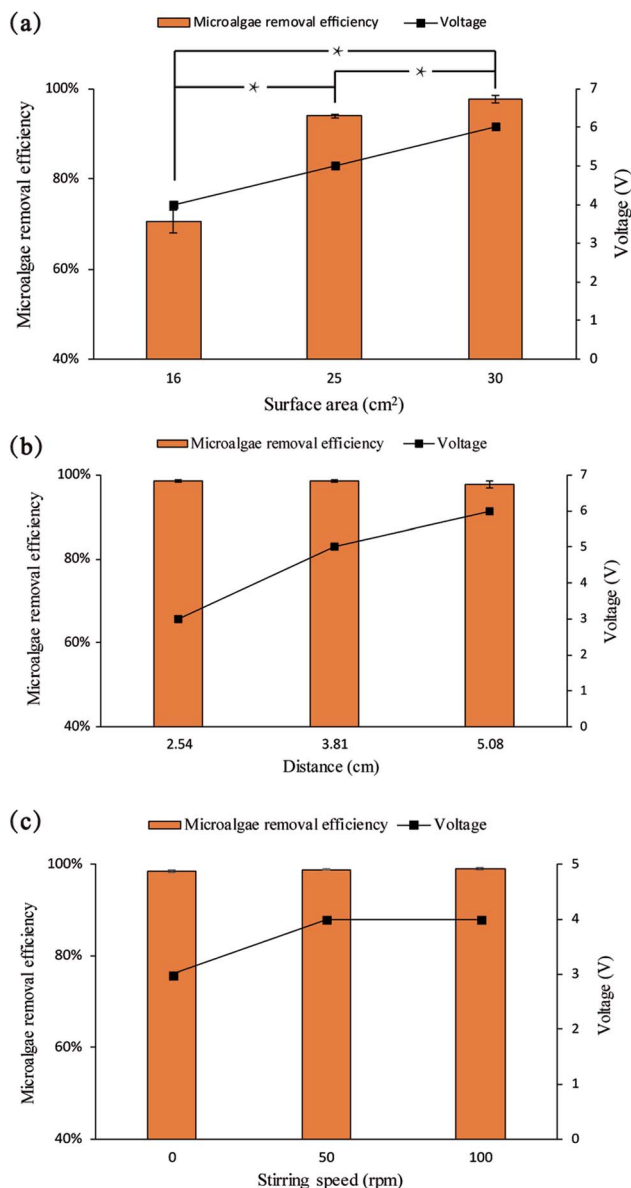 (a)
Microalgae removal efficiency Voltage
* * *
100% 7
6
80% 5
4
60% 3
2
1
40% 0
Microalgae removal efficiency
Voltage (V)
16 25 30
Surface area (cm²)
(b)
Microalgae removal efficiency Voltage
100% 7
6
80% 5
4
60% 3
2
1
40% 0
Microalgae removal efficiency
Voltage (V)
2.54 3.81 5.08
Distance (cm)
(c)
Microalgae removal efficiency Voltage
100% 5
4
80%
3
60% 2
1
40% 0
Microalgae removal efficiency
Voltage (V)
0 50 100
Stirring speed (rpm)